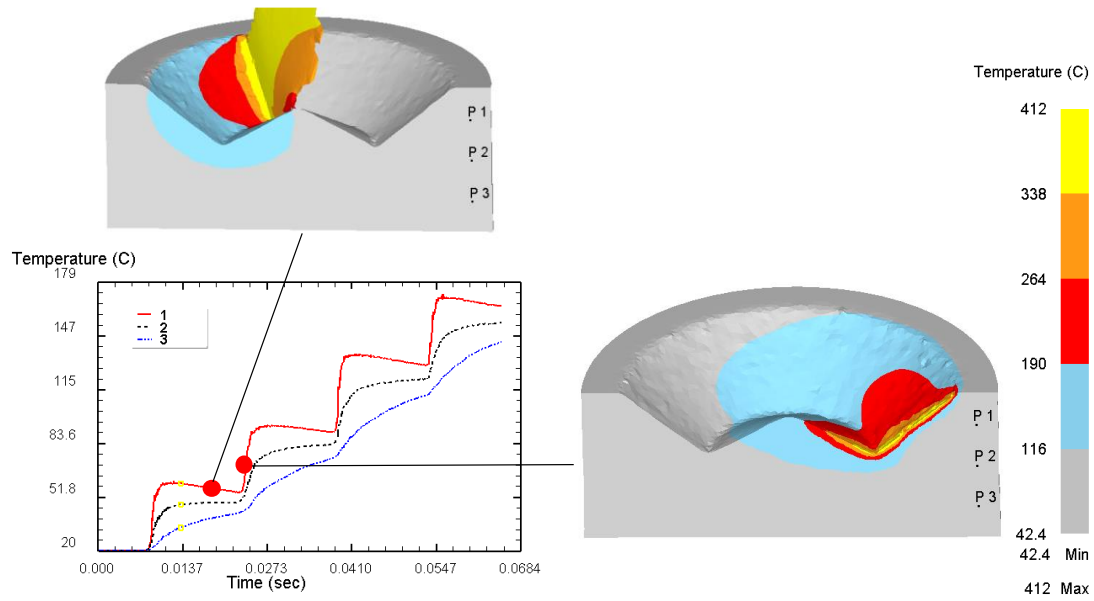 P 1
P 2
P 3
Temperature (C)
179
147
115
83.6
51.8
20
1
2
3
0.000
0.0137
0.0273
0.0410
0.0547
0.0684
Time (sec)
P 1
P 2
P 3
Temperature (C)
412
338
264
190
116
42.4
42.4 Min
412 Max